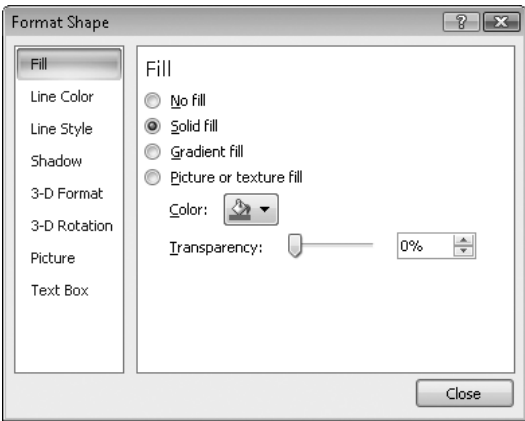 Format Shape
Fill
Line Color
Line Style
Shadow
3-D Format
3-D Rotation
Picture
Text Box
Fill
No fill
Solid fill
Gradient fill
Picture or texture fill
Color:
Transparency: 0%
Close